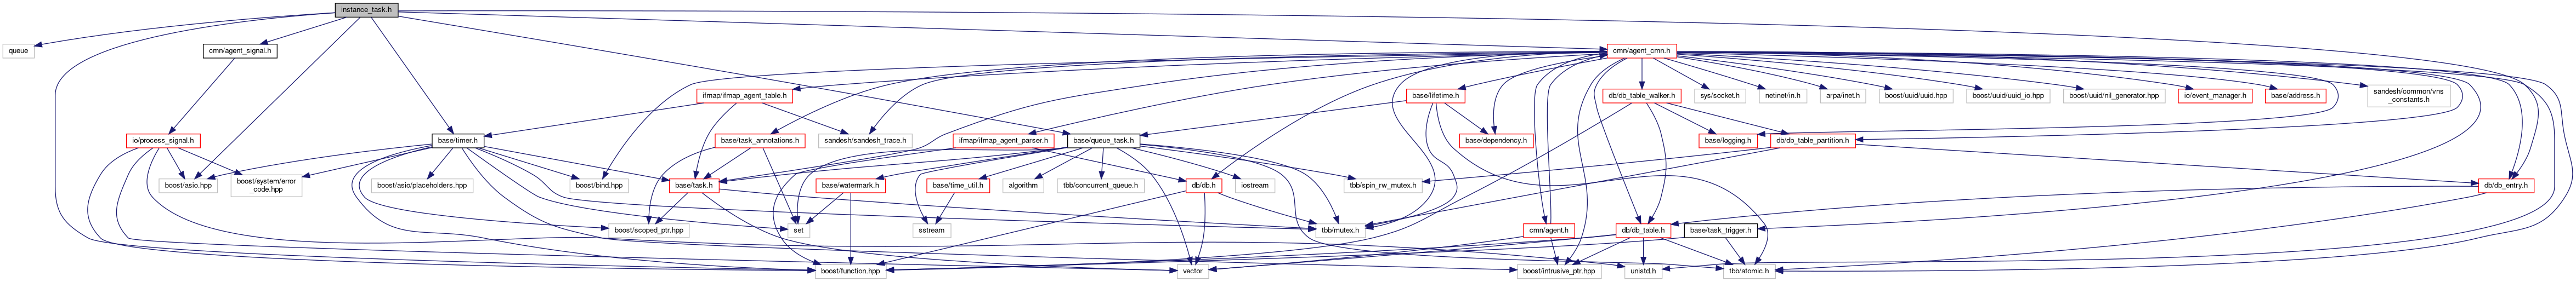 instance_task.h
queue
cmn/agent_signal.h
cmn/agent_cmn.h
ifmap/ifmap_agent_table.h
base/lifetime.h
db/db_table_walker.h
sys/socket.h
netinet/in.h
arpa/inet.h
boost/uuid/uuid.hpp
boost/uuid/uuid_io.hpp
boost/uuid/nil_generator.hpp
io/event_manager.h
base/address.h
sandesh/common/vns
_constants.h
io/process_signal.h
base/timer.h
base/task_annotations.h
sandesh/sandesh_trace.h
ifmap/ifmap_agent_parser.h
base/queue_task.h
base/dependency.h
base/logging.h
db/db_table_partition.h
boost/asio.hpp
boost/system/error
_code.hpp
boost/asio/placeholders.hpp
boost/bind.hpp
base/task.h
base/watermark.h
base/time_util.h
algorithm
tbb/concurrent_queue.h
db/db.h
iostream
tbb/spin_rw_mutex.h
db/db_entry.h
boost/scoped_ptr.hpp
set
sstream
tbb/mutex.h
cmn/agent.h
db/db_table.h
base/task_trigger.h
boost/function.hpp
vector
boost/intrusive_ptr.hpp
unistd.h
tbb/atomic.h